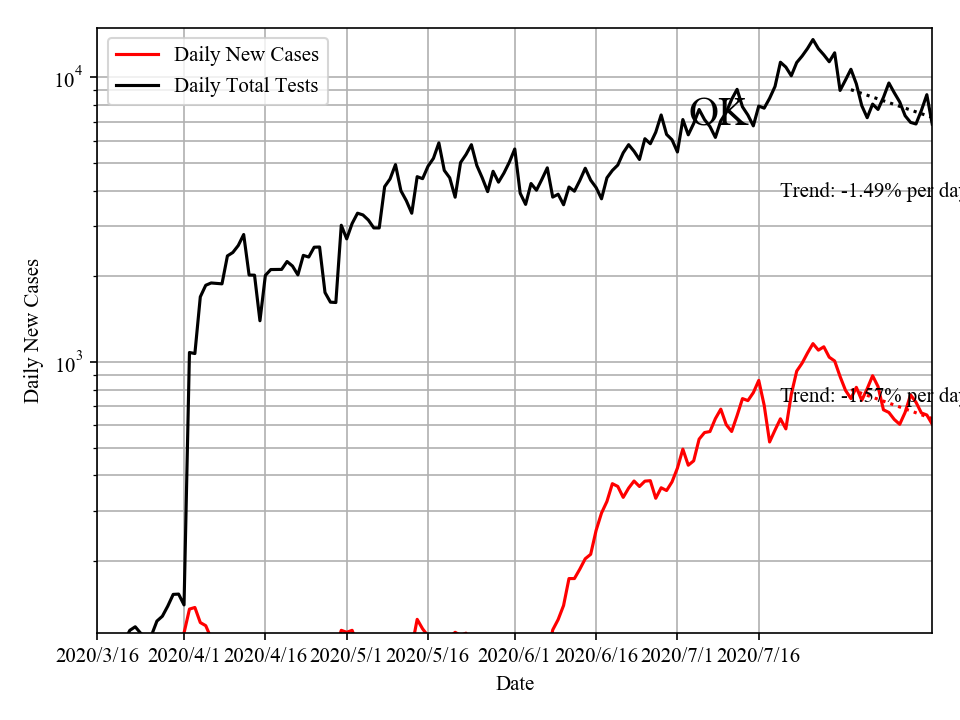 Daily New Cases
Daily Total Tests
OK
Trend: -1.49% per day
Trend: -1.57% per day
10^4
10^3
Daily New Cases
2020/3/16 2020/4/1 2020/4/16 2020/5/1 2020/5/16 2020/6/1 2020/6/16 2020/7/1 2020/7/16
Date